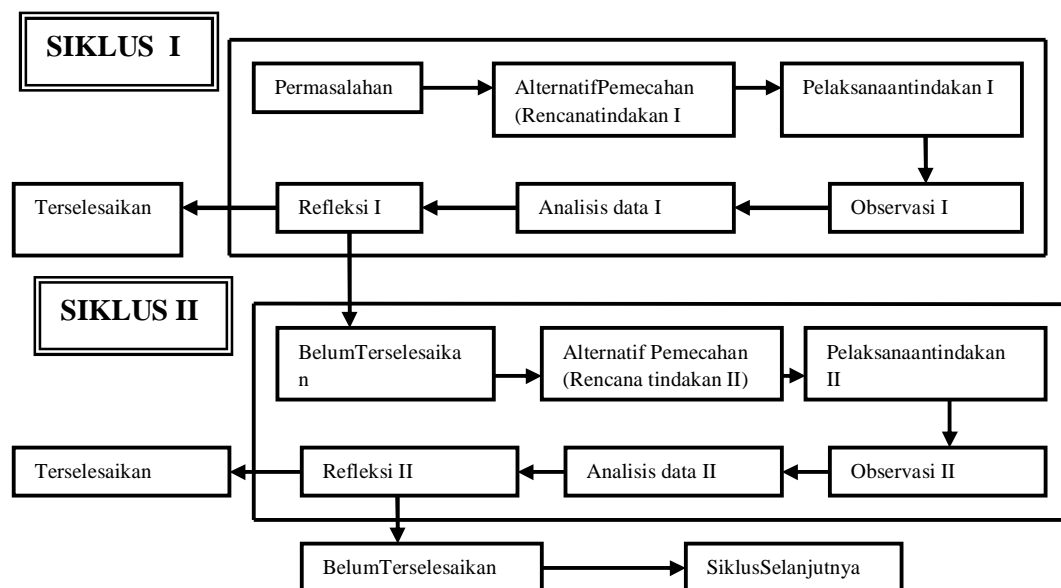 SIKLUS I
Permasalahan
AlternatifPemecahan
(Rencanatindakan I
Pelaksanaantindakan I
Terselesaikan
Refleksi I
Analisis data I
Observasi I
SIKLUS II
BelumTerselesaika
n
Alternatif Pemecahan
(Rencana tindakan II)
Pelaksanaantindakan
II
Terselesaikan
Refleksi II
Analisis data II
Observasi II
BelumTerselesaikan
SiklusSelanjutnya